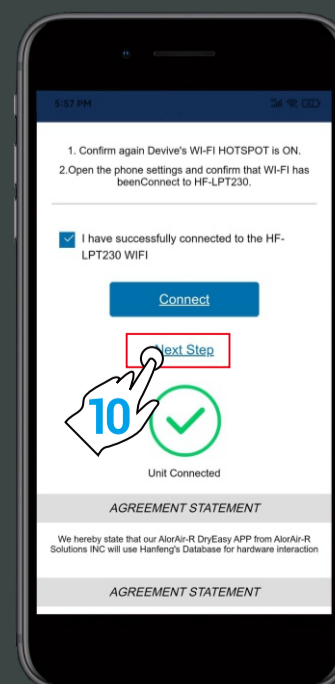 5:57 PM
1. Confirm again Devive's WI-FI HOTSPOT is ON.
2.Open the phone settings and confirm that WI-FI has
beenConnect to HF-LPT230.
I have successfully connected to the HF-
LPT230 WIFI
Connect
Next Step
10
Unit Connected
AGREEMENT STATEMENT
We hereby state that our AlorAir-R DryEasy APP from AlorAir-R
Solutions INC will use Hanfeng's Database for hardware interaction
AGREEMENT STATEMENT